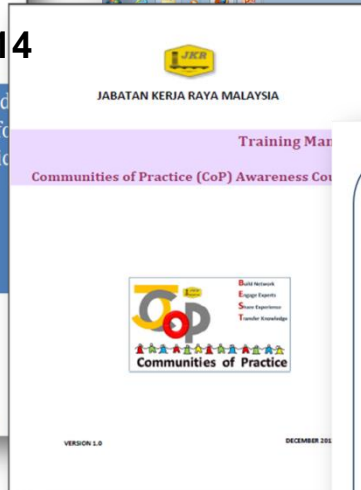 14
JKR
JABATAN KERJA RAYA MALAYSIA
Training Man
Communities of Practice (CoP) Awareness Cou
CoP
Build Network
Engage Experts
Share Experience
Transfer Knowledge
Communities of Practice
VERSION 1.0
DECEMBER 201